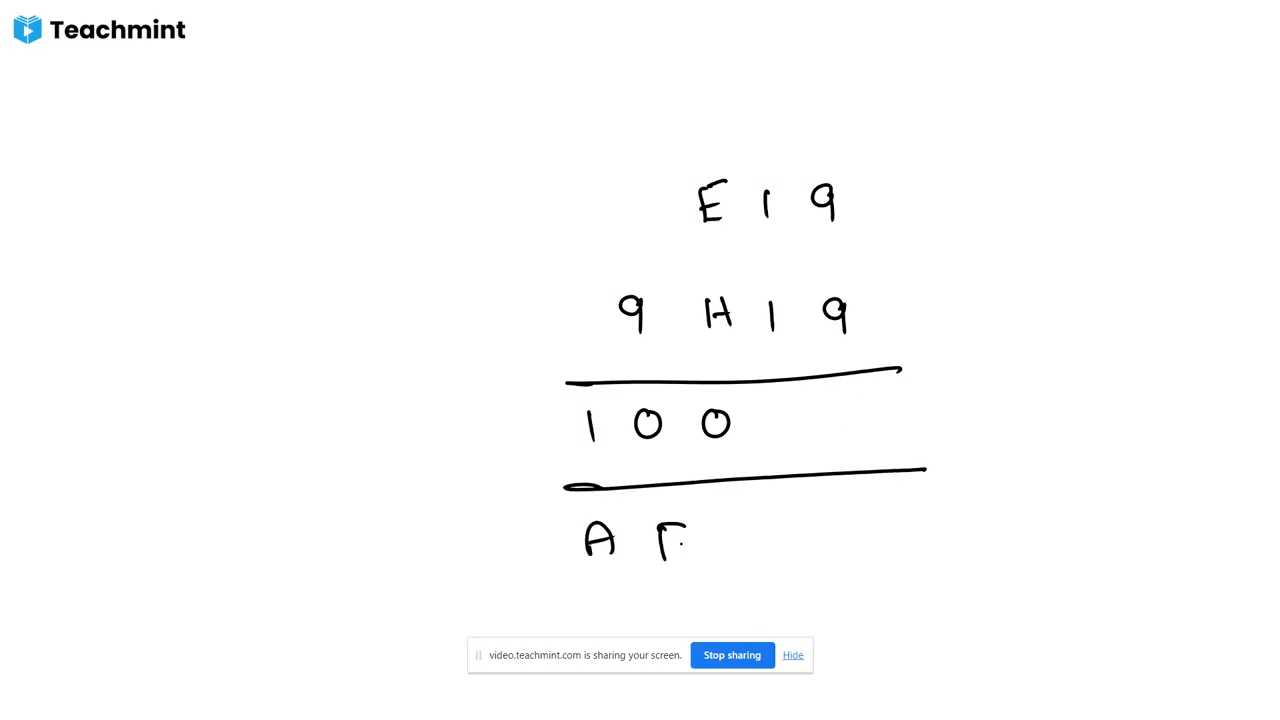 Teachmint
E 1 9
9 H 1 9
1 0 0
A
video.teachmint.com is sharing your screen. Stop sharing Hide